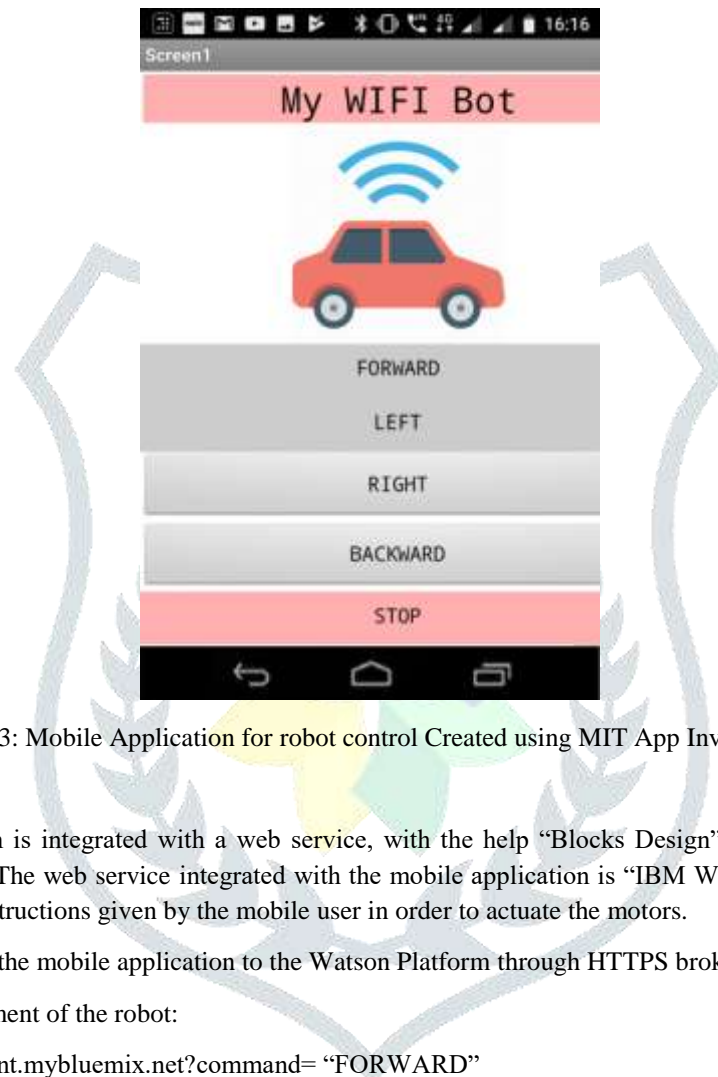 16:16
Screen1
My WIFI Bot
FORWARD
LEFT
RIGHT
BACKWARD
STOP
3: Mobile Application for robot control Created using MIT App Inv
is integrated with a web service, with the help “Blocks Design”
The web service integrated with the mobile application is “IBM W
tructions given by the mobile user in order to actuate the motors.
the mobile application to the Watson Platform through HTTPS brok
ment of the robot:
nt.mybluemix.net?command= “FORWARD”